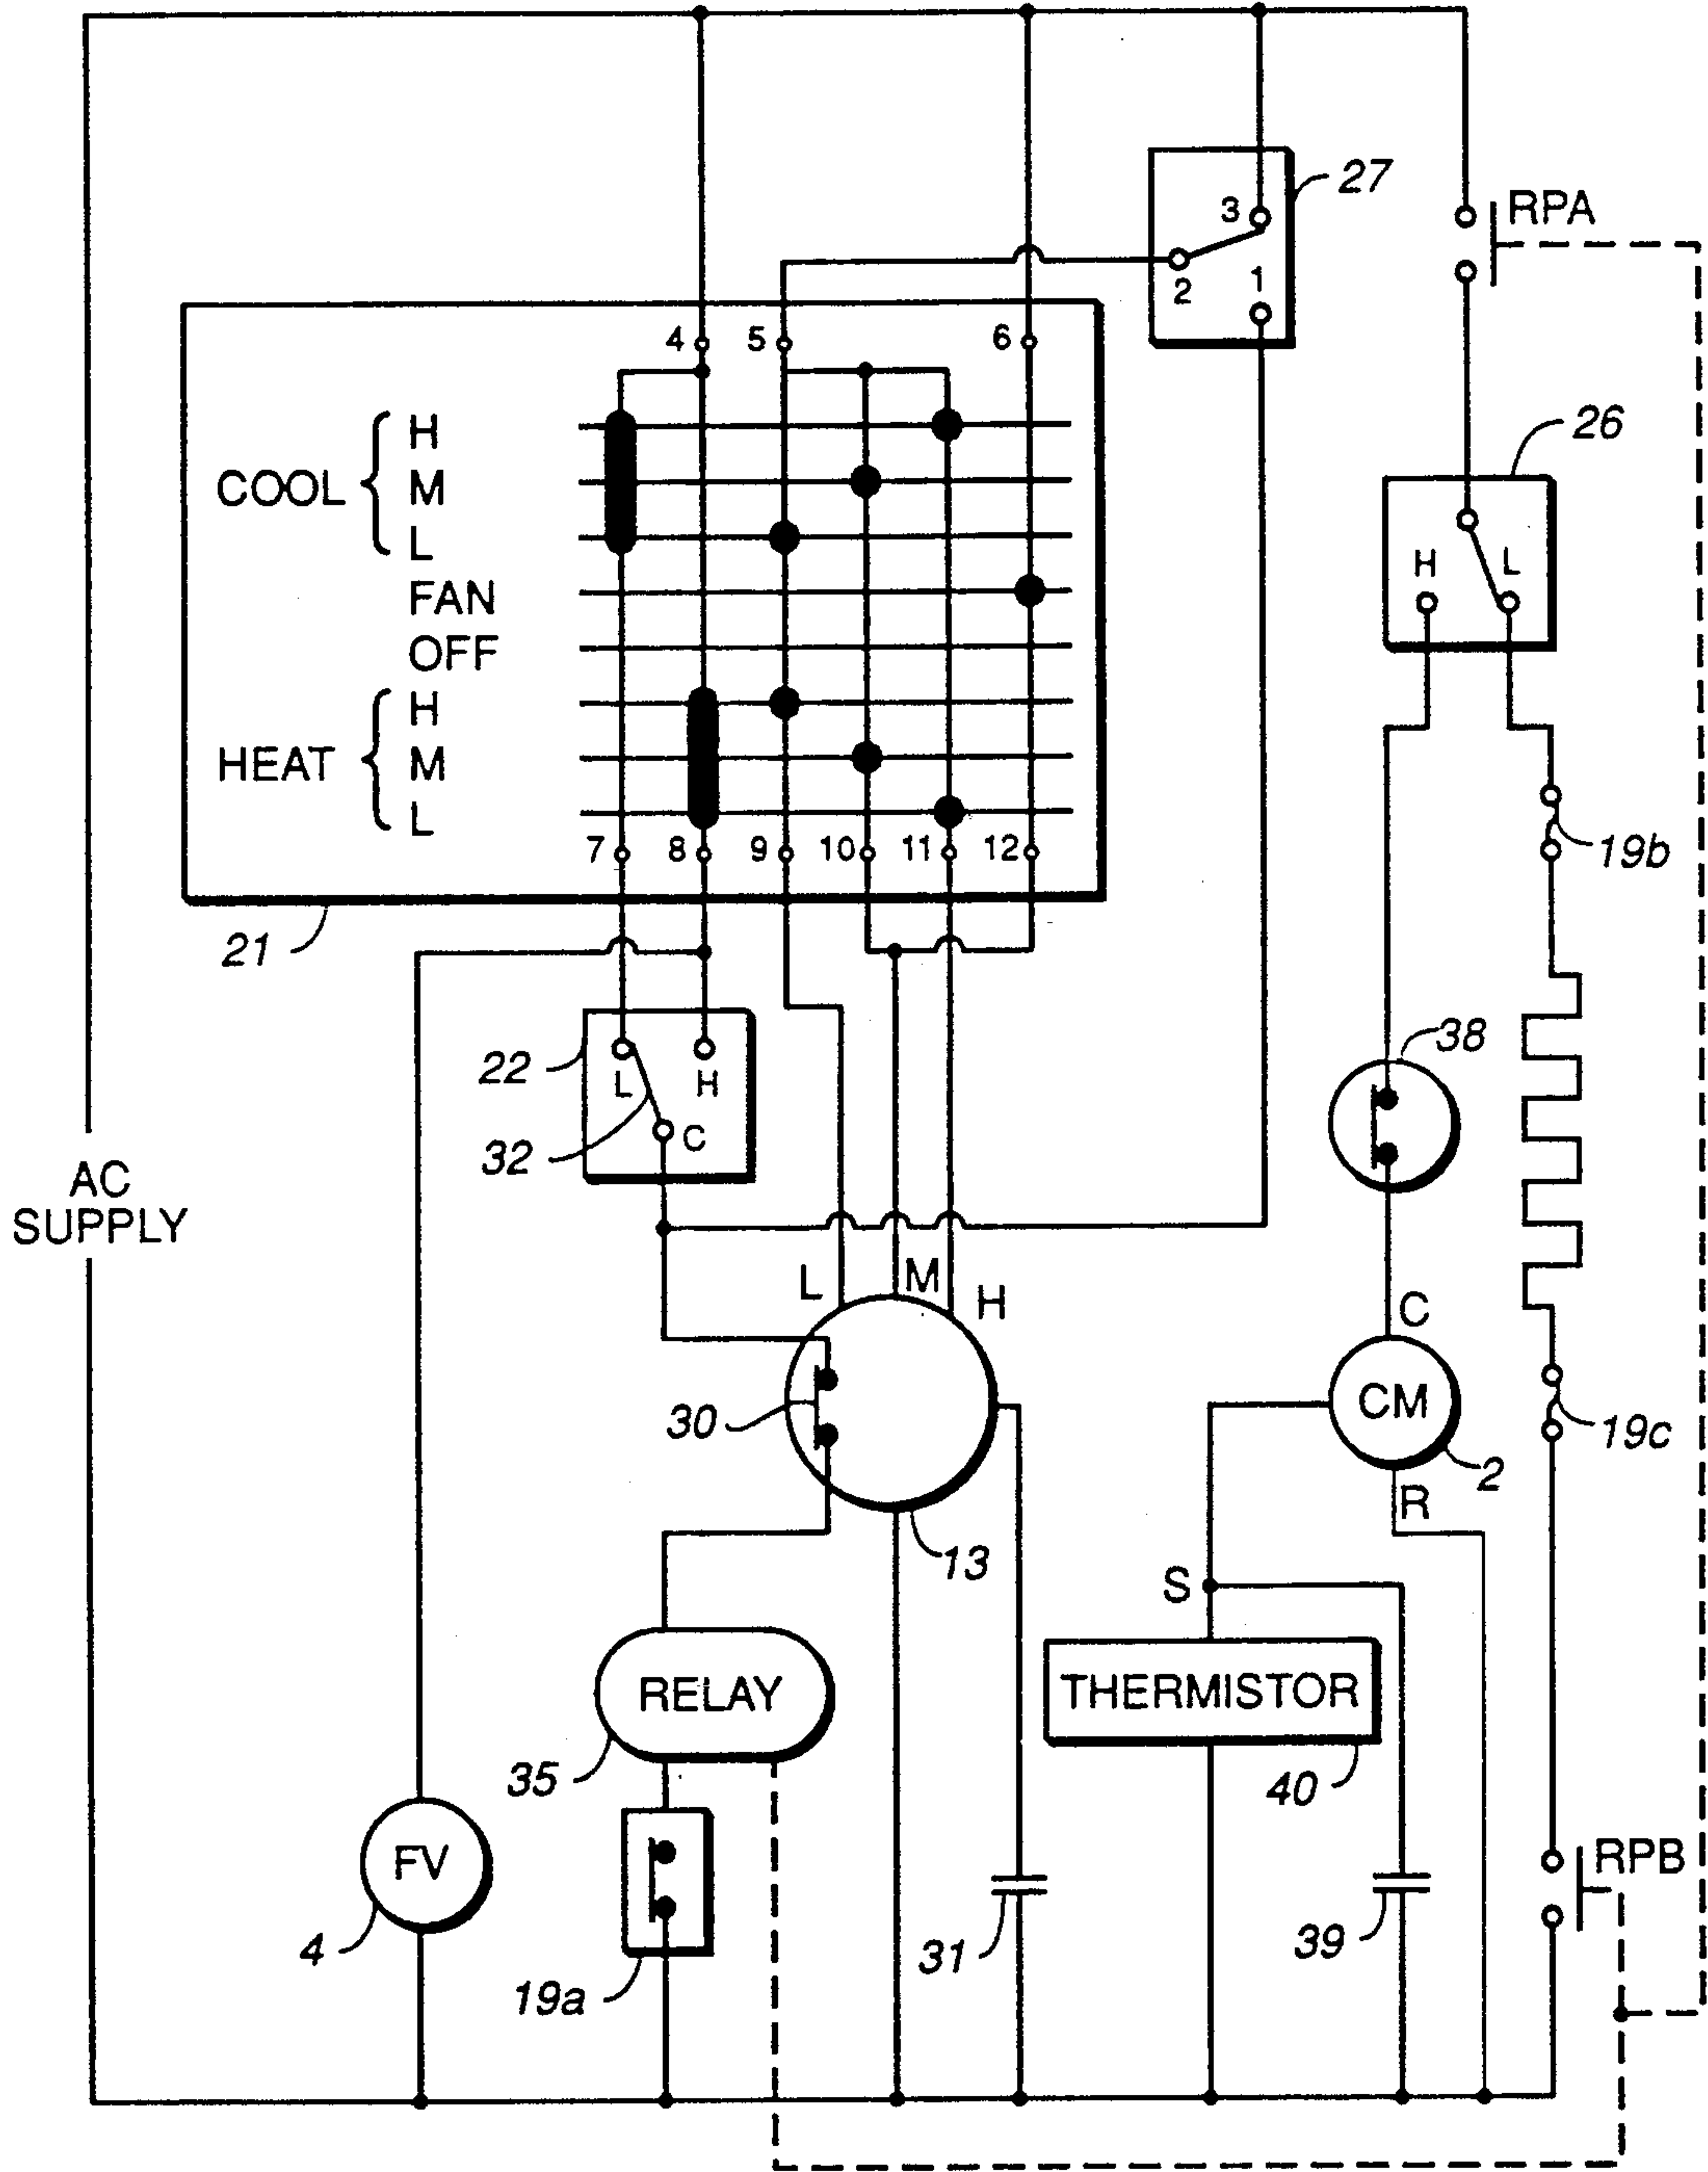 27
3
RPA
2
1
4
5
6
26
COOL
H
M
L
FAN
OFF
HEAT
H
M
L
H
L
7
8
9
10
11
12
19b
21
22
L
H
38
32
C
AC
SUPPLY
L
M
H
C
30
CM
19c
2
R
13
S
RELAY
THERMISTOR
35
40
FV
RPB
4
31
39
19a